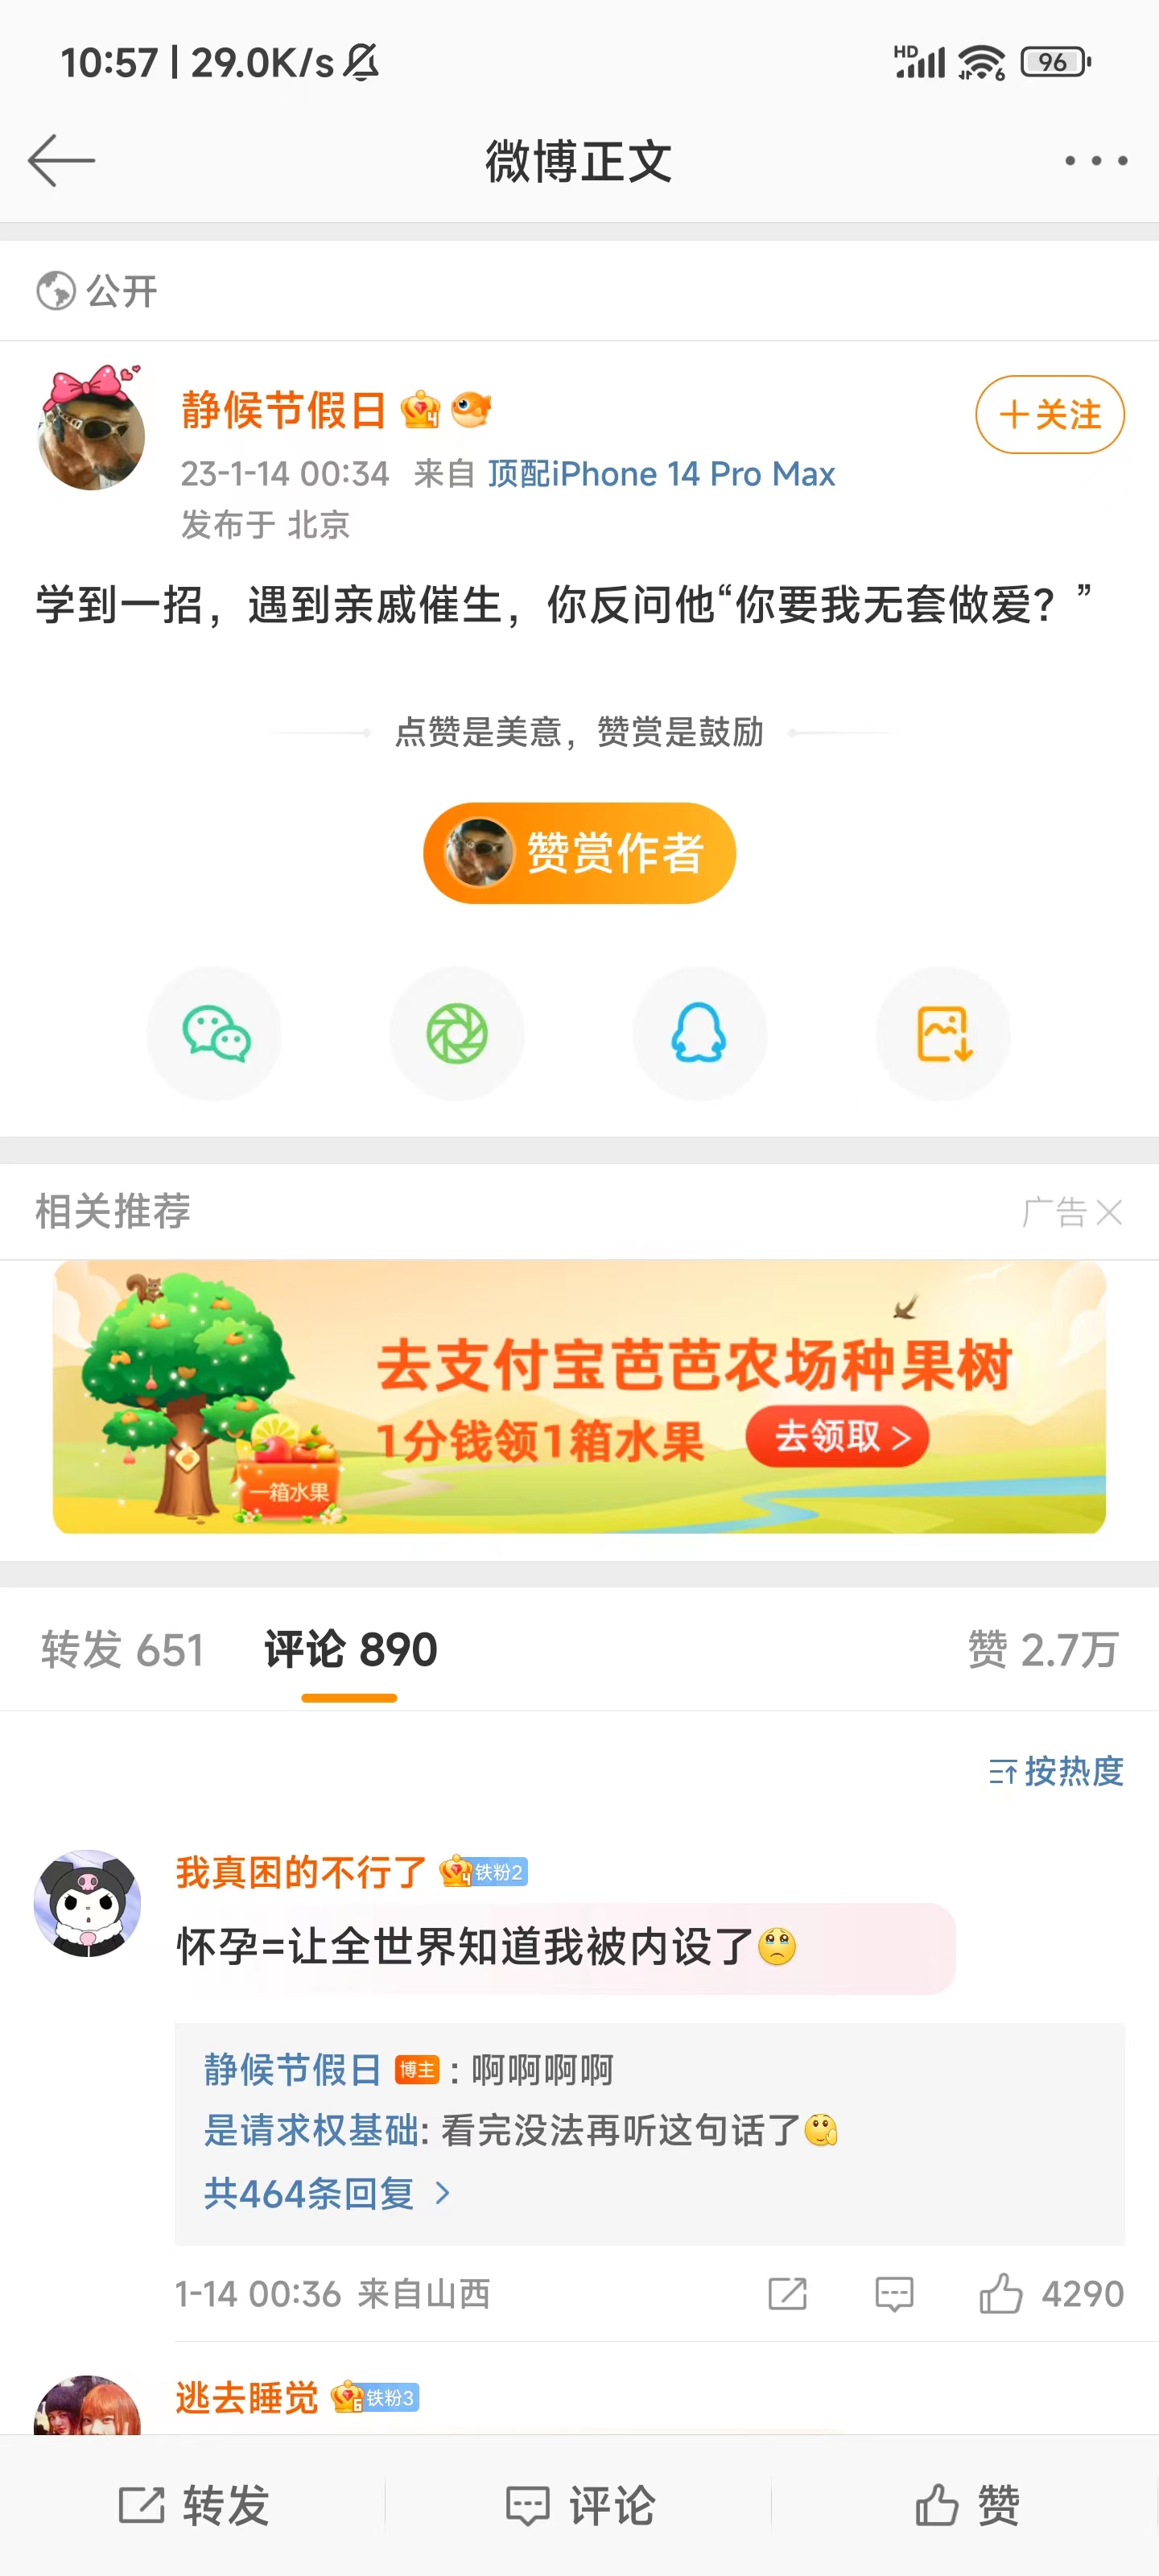 10:57 | 29.0K/s
HD 6 96
微博正文
公开
静候节假日 4
+关注
23-1-14 00:34 来自 顶配iPhone 14 Pro Max
发布于 北京
学到一招，遇到亲戚催生，你反问他“你要我无套做爱？”
点赞是美意，赞赏是鼓励
赞赏作者
相关推荐
广告
去支付宝芭芭农场种果树
1分钱领1箱水果 去领取 >
一箱水果
转发 651 评论 890 赞 2.7万
按热度
我真困的不行了 4 铁粉2
怀孕=让全世界知道我被内设了
静候节假日 博主 : 啊啊啊啊
是请求权基础: 看完没法再听这句话了
共464条回复 >
1-14 00:36 来自山西 4290
逃去睡觉 6 铁粉3
转发 评论 赞